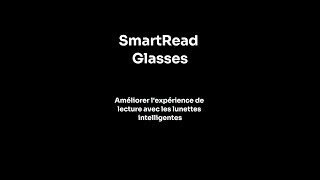 SmartRead
Glasses
Améliorer l'expérience de
lecture avec les lunettes
intelligentes